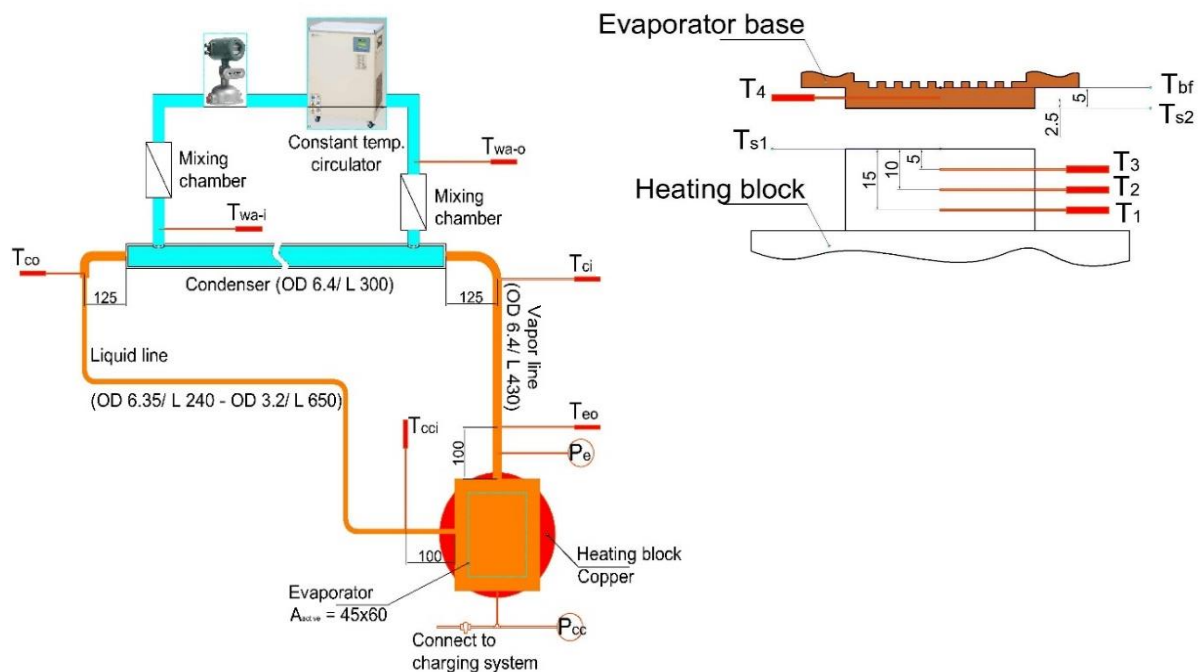 Constant temp.
circulator
Mixing
chamber
Twa-o
Mixing
chamber
Twa-i
Tco
Condenser (OD 6.4/ L 300)
Tci
125
125
Vapor line
(OD 6.4/ L 430)
Liquid line
(OD 6.35/ L 240 - OD 3.2/ L 650)
Tcci
Teo
100
Pe
100
Heating block
Copper
Evaporator
Aactive = 45x60
Pcc
Connect to
charging system
Evaporator base
T4
Tbf
5
Ts2
2.5
Ts1
5
10
15
T3
T2
T1
Heating block